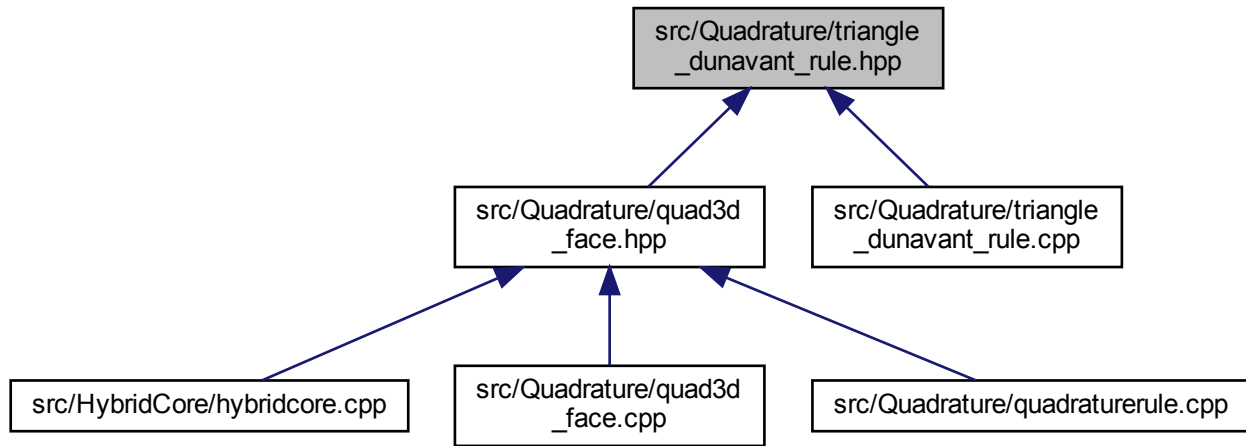 src/Quadrature/triangle
_dunavant_rule.hpp
src/Quadrature/quad3d
_face.hpp
src/Quadrature/triangle
_dunavant_rule.cpp
src/HybridCore/hybridcore.cpp
src/Quadrature/quad3d
_face.cpp
src/Quadrature/quadraturerule.cpp